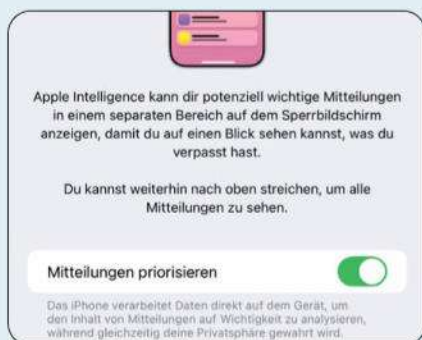 Apple Intelligence kann dir potenziell wichtige Mitteilungen
in einem separaten Bereich auf dem Sperrbildschirm
anzeigen, damit du auf einen Blick sehen kannst, was du
verpasst hast.
Du kannst weiterhin nach oben streichen, um alle
Mitteilungen zu sehen.
Mitteilungen priorisieren
Das iPhone verarbeitet Daten direkt auf dem Gerät, um
den Inhalt von Mitteilungen auf Wichtigkeit zu analysieren,
während gleichzeitig deine Privatsphäre gewahrt wird.